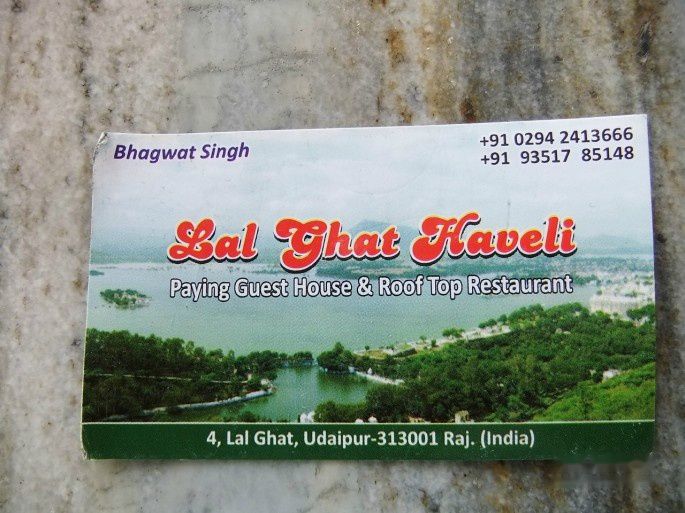 Bhagwat Singh
+91 0294 2413666
+91 93517 85148
Lal Ghat Haveli
Paying Guest House & Roof Top Restaurant
4, Lal Ghat, Udaipur-313001 Raj. (India)